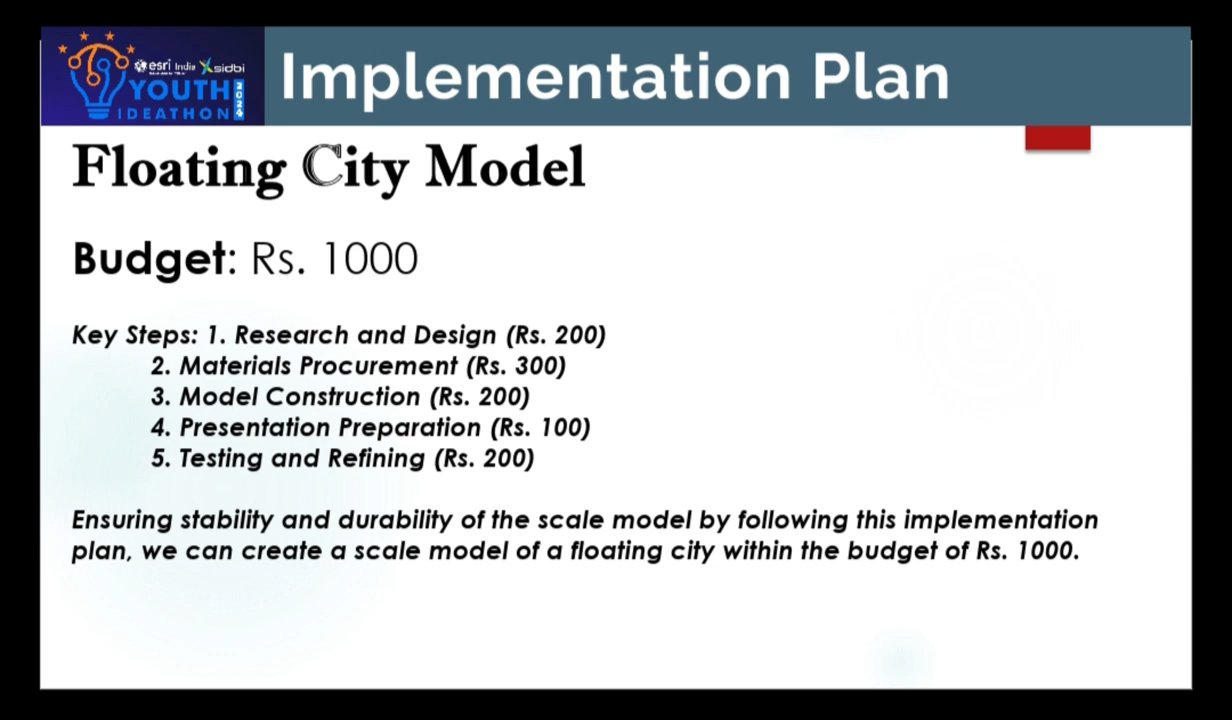 esri India sidbi
YOUTH 2024
IDEATHON
Implementation Plan
Floating City Model
Budget: Rs. 1000
Key Steps: 1. Research and Design (Rs. 200)
2. Materials Procurement (Rs. 300)
3. Model Construction (Rs. 200)
4. Presentation Preparation (Rs. 100)
5. Testing and Refining (Rs. 200)
Ensuring stability and durability of the scale model by following this implementation
plan, we can create a scale model of a floating city within the budget of Rs. 1000.